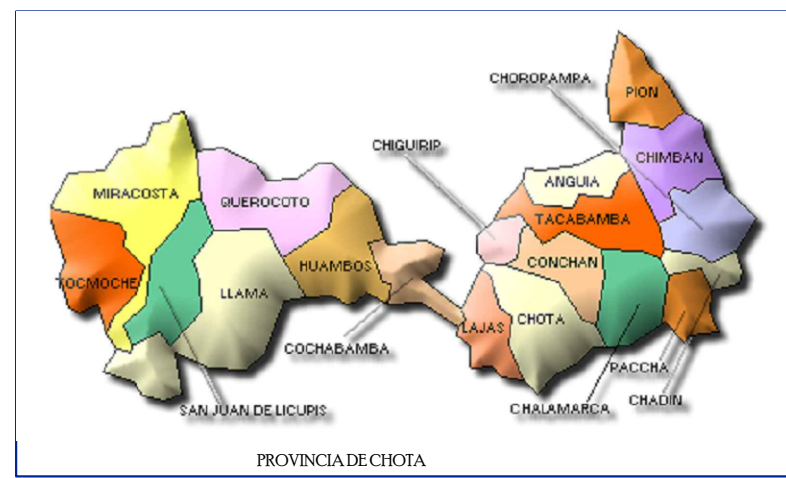 CHOROPAMPA
PION
CHIGUIRIP
CHIMBAN
ANGUIA
MIRACOSTA
QUEROCOTO
TACABAMBA
HUAMBOS
CONCHAN
TOCMOCHE
LLAMA
LAJAS
CHOTA
COCHABAMBA
PACCHA
CHADIN
SAN JUAN DE LICUPIS
CHALAMARCA
PROVINCIA DE CHOTA